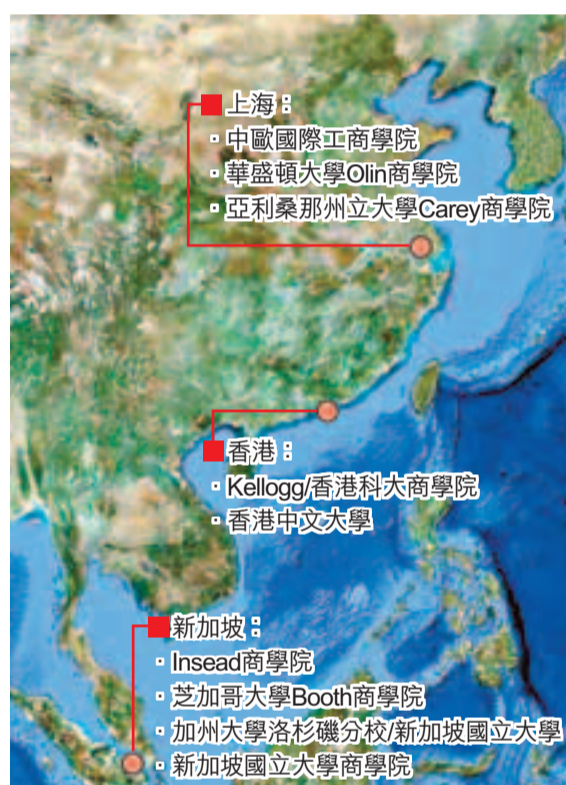 上海：
·中歐國際工商學院
·華盛頓大學Olin商學院
·亞利桑那州立大學Carey商學院
香港：
·Kellogg/香港科大商學院
·香港中文大學
新加坡：
·Insead商學院
·芝加哥大學Booth商學院
·加州大學洛杉磯分校/新加坡國立大學
·新加坡國立大學商學院